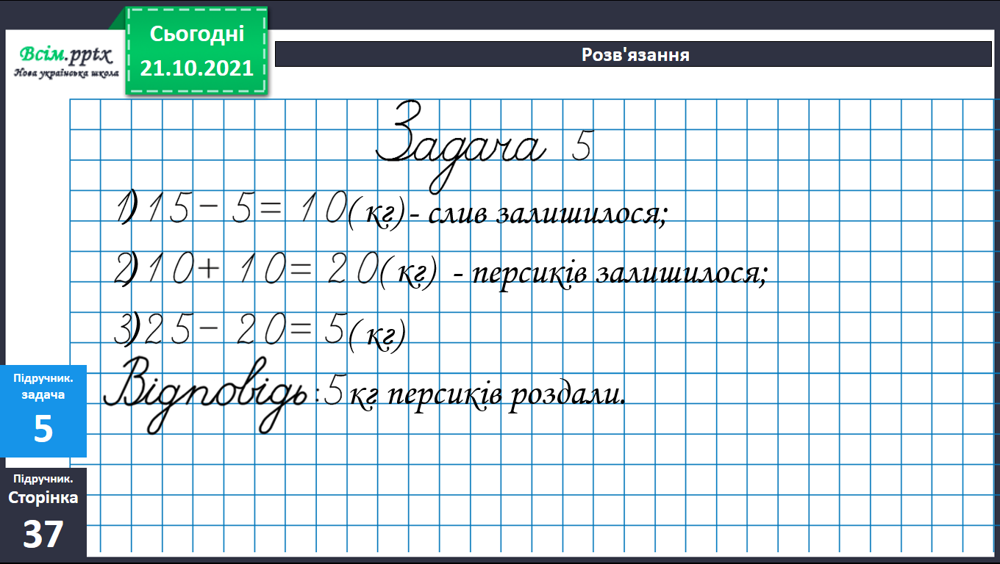 Всім.pptx
Нова українська школа
Сьогодні
21.10.2021
Розв'язання
Задача 5
1) 15 - 5 = 10 (кг) - слив залишилося;
2) 10 + 10 = 20 (кг) - персиків залишилося;
3) 25 - 20 = 5 (кг)
Відповідь: 5 кг персиків роздали.
Підручник.
задача
5
Підручник.
Сторінка
37